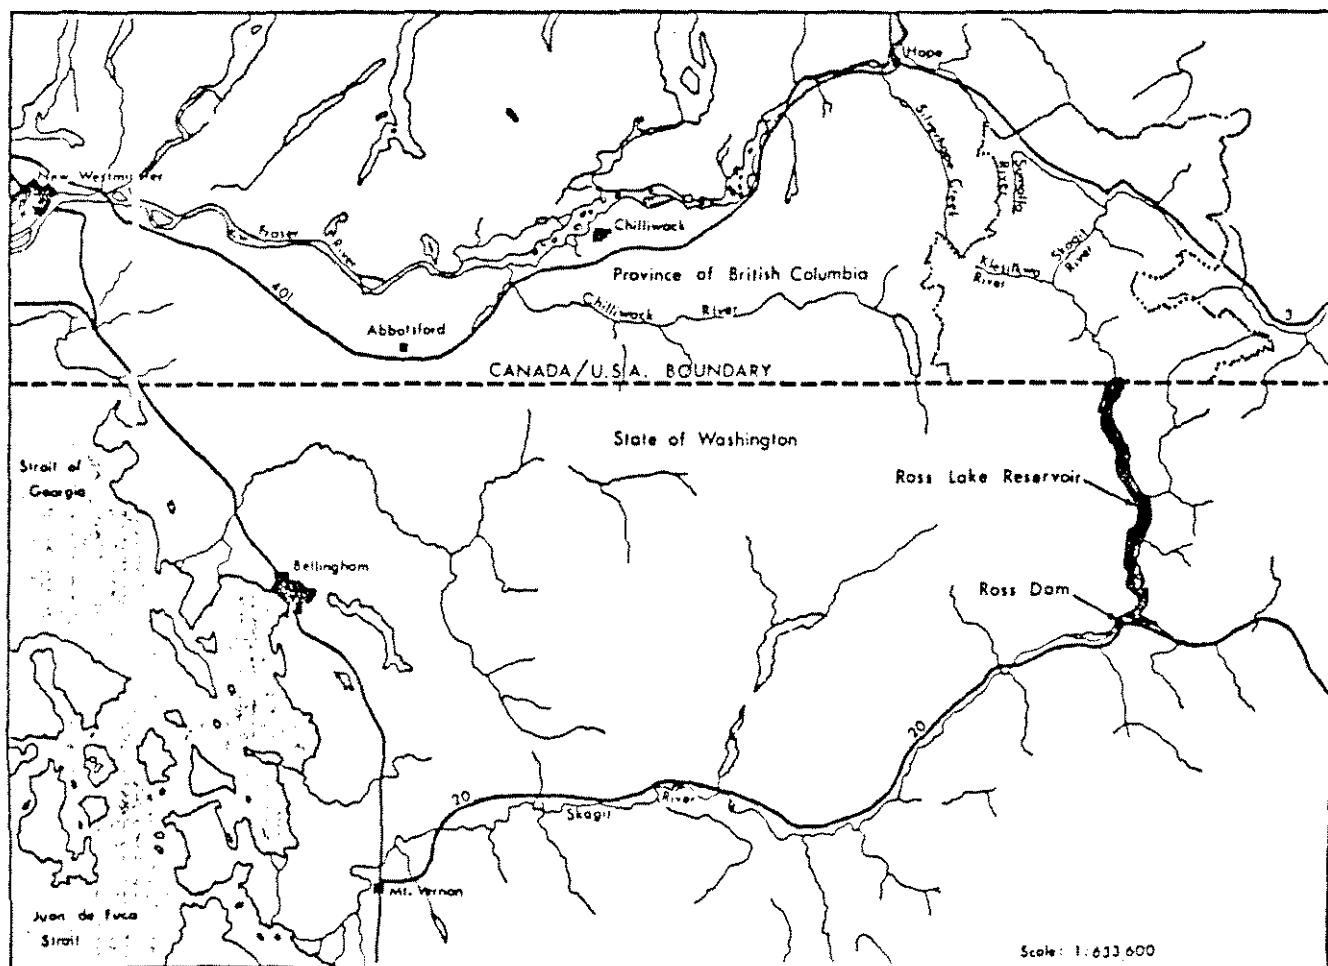 Hope
New Westminster
Silverhope Creek
Sumallo
River
Fraser
River
Chilliwack
Skagit
River
Klesilkwa
River
Province of British Columbia
401
Chilliwack River
3
Abbotsford
CANADA/U.S.A. BOUNDARY
State of Washington
Strait of
Georgia
Ross Lake Reservoir
Bellingham
Ross Dam
20
20
Skagit River
Mt. Vernon
Juan de Fuca
Strait
Scale: 1:633,600